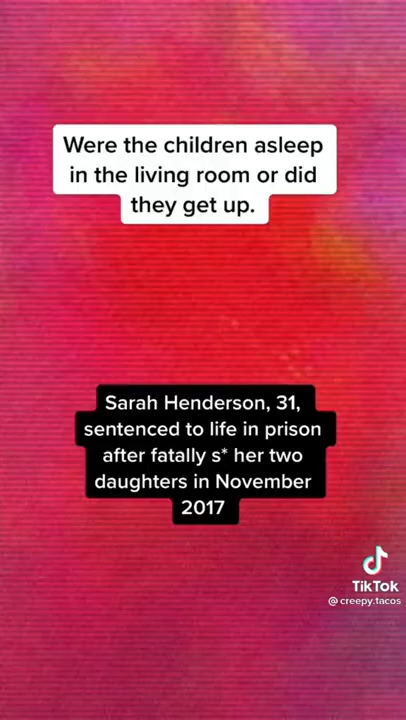 Were the children asleep
in the living room or did
they get up.
Sarah Henderson, 31,
sentenced to life in prison
after fatally s* her two
daughters in November
2017
TikTok
@creepy.tacos